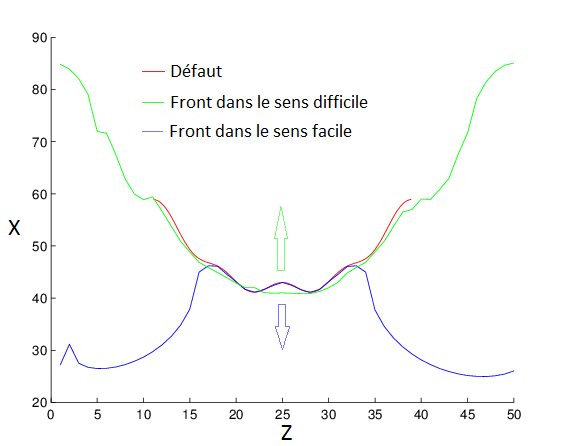 90
80
Défaut
Front dans le sens difficile
Front dans le sens facile
70
60
50
X
40
30
20
0 5 10 15 20 25 30 35 40 45 50
Z